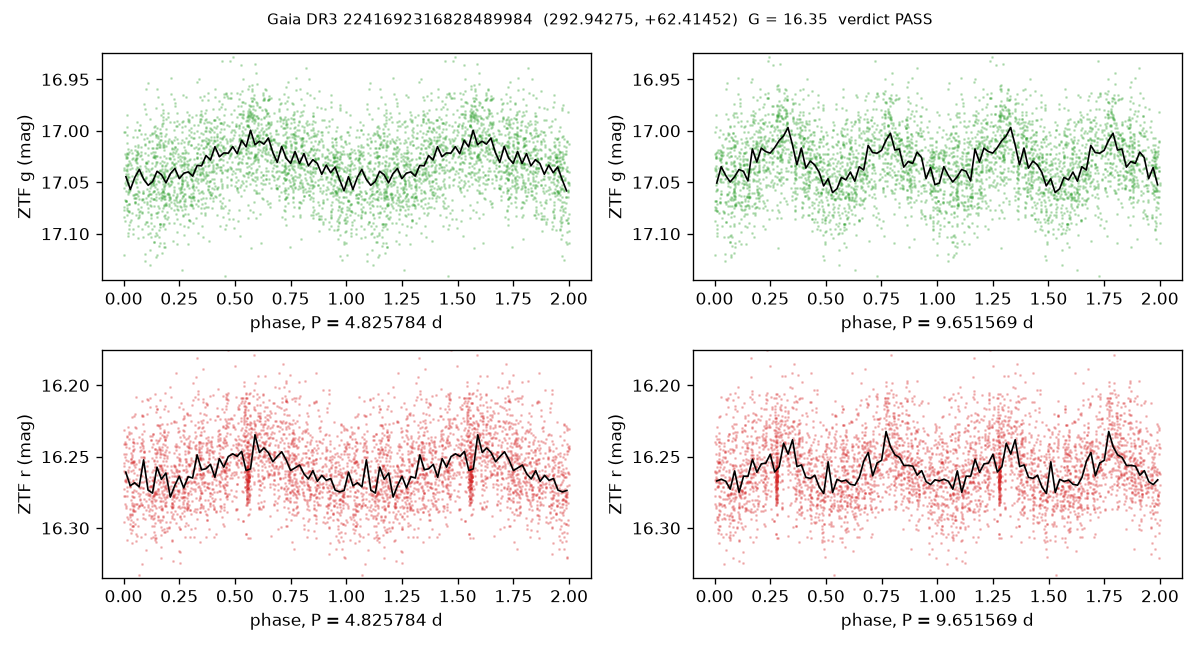 Gaia DR3 2241692316828489984  (292.94275, +62.41452)  G = 16.35  verdict PASS
ZTF g (mag)
16.95
17.00
17.05
17.10
0.00 0.25 0.50 0.75 1.00 1.25 1.50 1.75 2.00
phase, P = 4.825784 d
ZTF g (mag)
16.95
17.00
17.05
17.10
0.00 0.25 0.50 0.75 1.00 1.25 1.50 1.75 2.00
phase, P = 9.651569 d
ZTF r (mag)
16.20
16.25
16.30
0.00 0.25 0.50 0.75 1.00 1.25 1.50 1.75 2.00
phase, P = 4.825784 d
ZTF r (mag)
16.20
16.25
16.30
0.00 0.25 0.50 0.75 1.00 1.25 1.50 1.75 2.00
phase, P = 9.651569 d